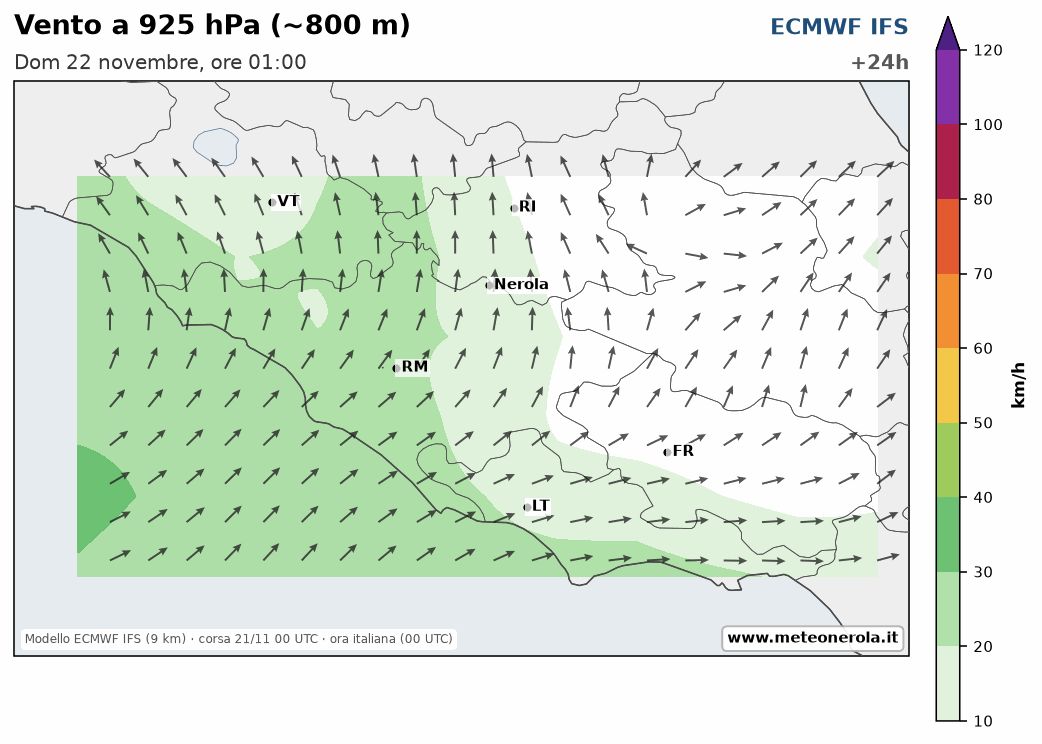 Vento a 925 hPa (~800 m)
ECMWF IFS
Dom 22 novembre, ore 01:00
+24h
120
100
80
70
60
50
40
30
20
10
km/h
VT
RI
Nerola
RM
FR
LT
Modello ECMWF IFS (9 km) · corsa 21/11 00 UTC · ora italiana (00 UTC)
www.meteonerola.it